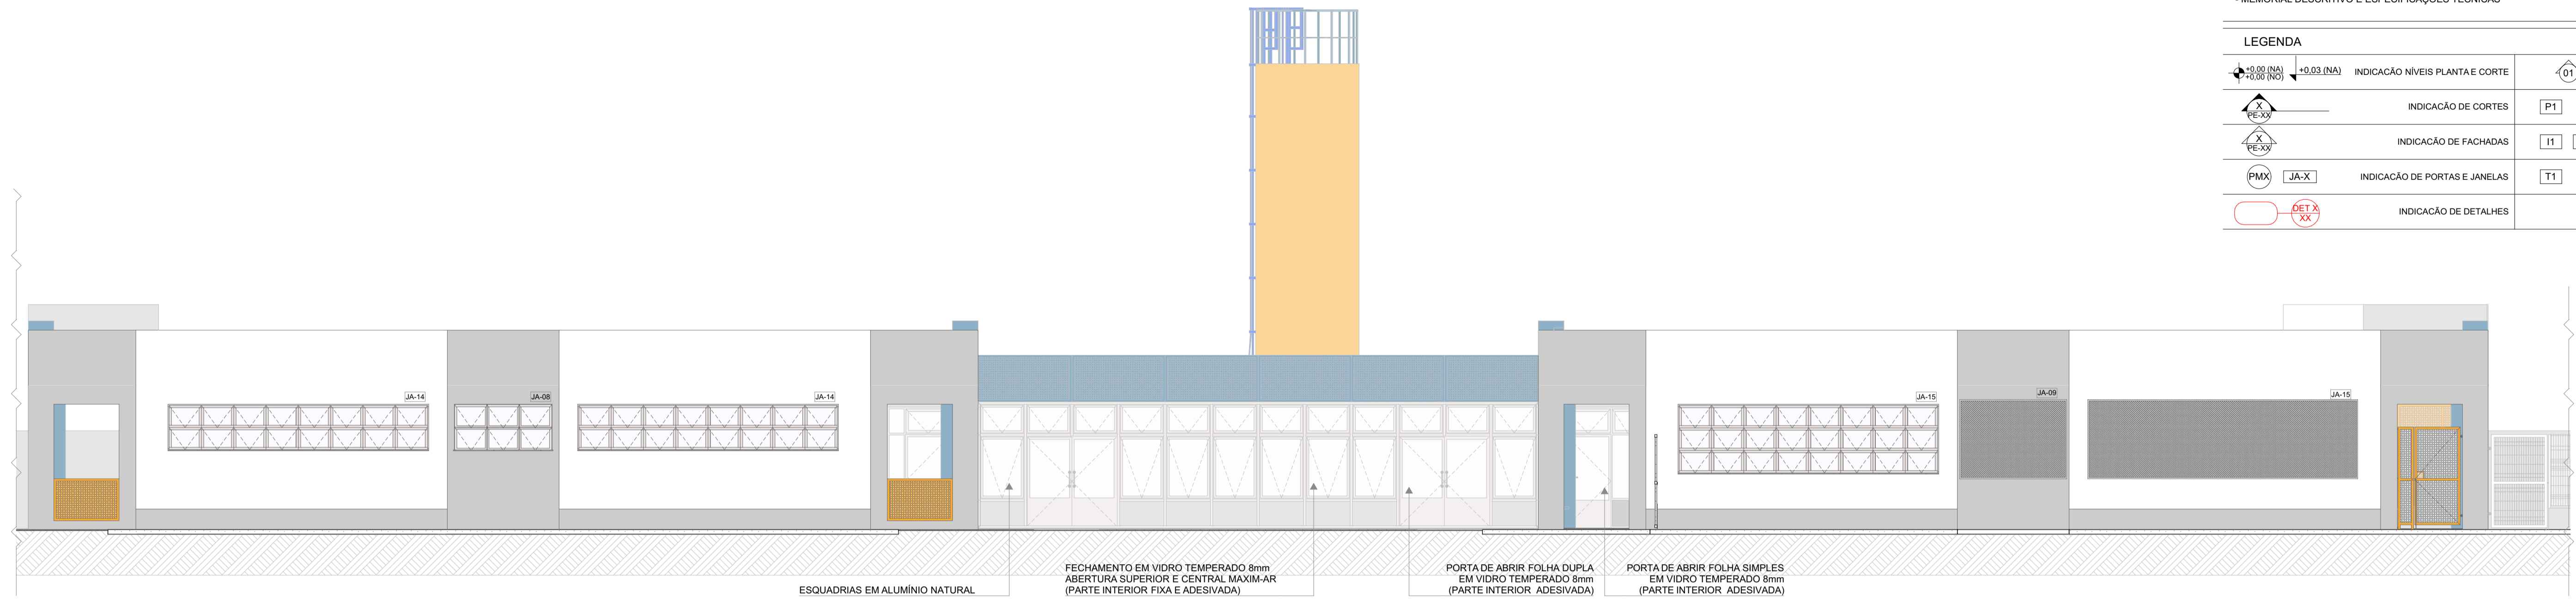 - MEMORIAL DESCRITIVO E ESPECIFICAÇÕES TÉCNICAS
LEGENDA
+0,00 (NA)
+0,00 (NO)
+0,03 (NA)
INDICACÃO NÍVEIS PLANTA E CORTE
01
X
PE-XX
INDICACÃO DE CORTES
P1
X
PE-XX
INDICACÃO DE FACHADAS
I1
PMX
JA-X
INDICACÃO DE PORTAS E JANELAS
T1
DET X
XX
INDICACÃO DE DETALHES
JA-14
JA-08
JA-14
JA-15
JA-09
JA-15
ESQUADRIAS EM ALUMÍNIO NATURAL
FECHAMENTO EM VIDRO TEMPERADO 8mm
ABERTURA SUPERIOR E CENTRAL MAXIM-AR
(PARTE INTERIOR FIXA E ADESIVADA)
PORTA DE ABRIR FOLHA DUPLA
EM VIDRO TEMPERADO 8mm
(PARTE INTERIOR ADESIVADA)
PORTA DE ABRIR FOLHA SIMPLES
EM VIDRO TEMPERADO 8mm
(PARTE INTERIOR ADESIVADA)